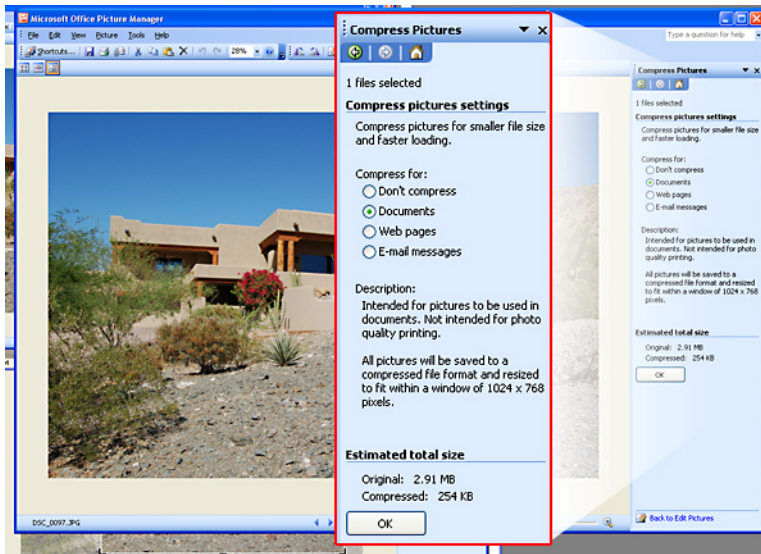 Microsoft Office Picture Manager
File Edit View Picture Tools Help
Type a question for help
Shortcuts...
28%
Compress Pictures
1 files selected
Compress pictures settings
Compress pictures for smaller file size
and faster loading.
Compress for:
Don't compress
Documents
Web pages
E-mail messages
Description:
Intended for pictures to be used in
documents. Not intended for photo
quality printing.
All pictures will be saved to a
compressed file format and resized
to fit within a window of 1024 x 768
pixels.
Estimated total size
Original: 2.91 MB
Compressed: 254 KB
OK
Compress Pictures
1 files selected
Compress pictures settings
Compress pictures for smaller file size
and faster loading.
Compress for:
Don't compress
Documents
Web pages
E-mail messages
Description:
Intended for pictures to be used in
documents. Not intended for photo
quality printing.
All pictures will be saved to a
compressed file format and resized
to fit within a window of 1024 x 768
pixels.
Estimated total size
Original: 2.91 MB
Compressed: 254 KB
OK
Back to Edit Pictures
DSC_0097.JPG